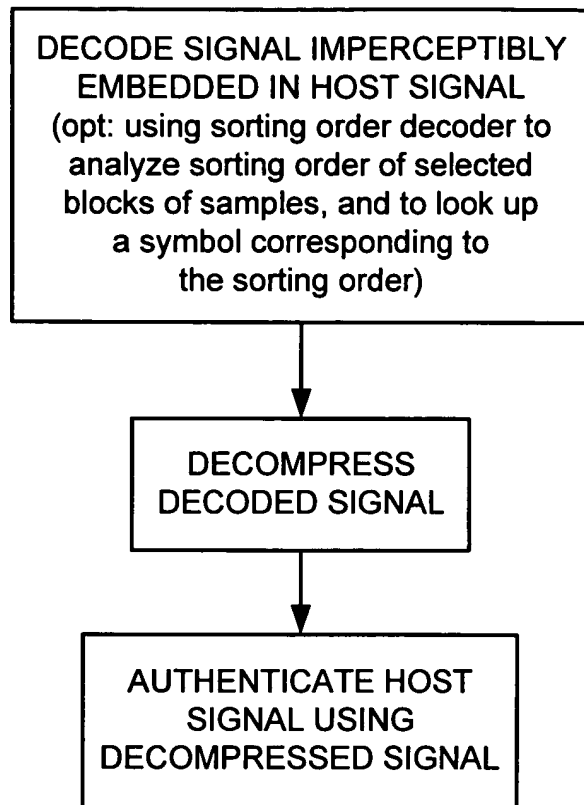 DECODE SIGNAL IMPERCEPTIBLY
EMBEDDED IN HOST SIGNAL
(opt: using sorting order decoder to
analyze sorting order of selected
blocks of samples, and to look up
a symbol corresponding to
the sorting order)
DECOMPRESS
DECODED SIGNAL
AUTHENTICATE HOST
SIGNAL USING
DECOMPRESSED SIGNAL